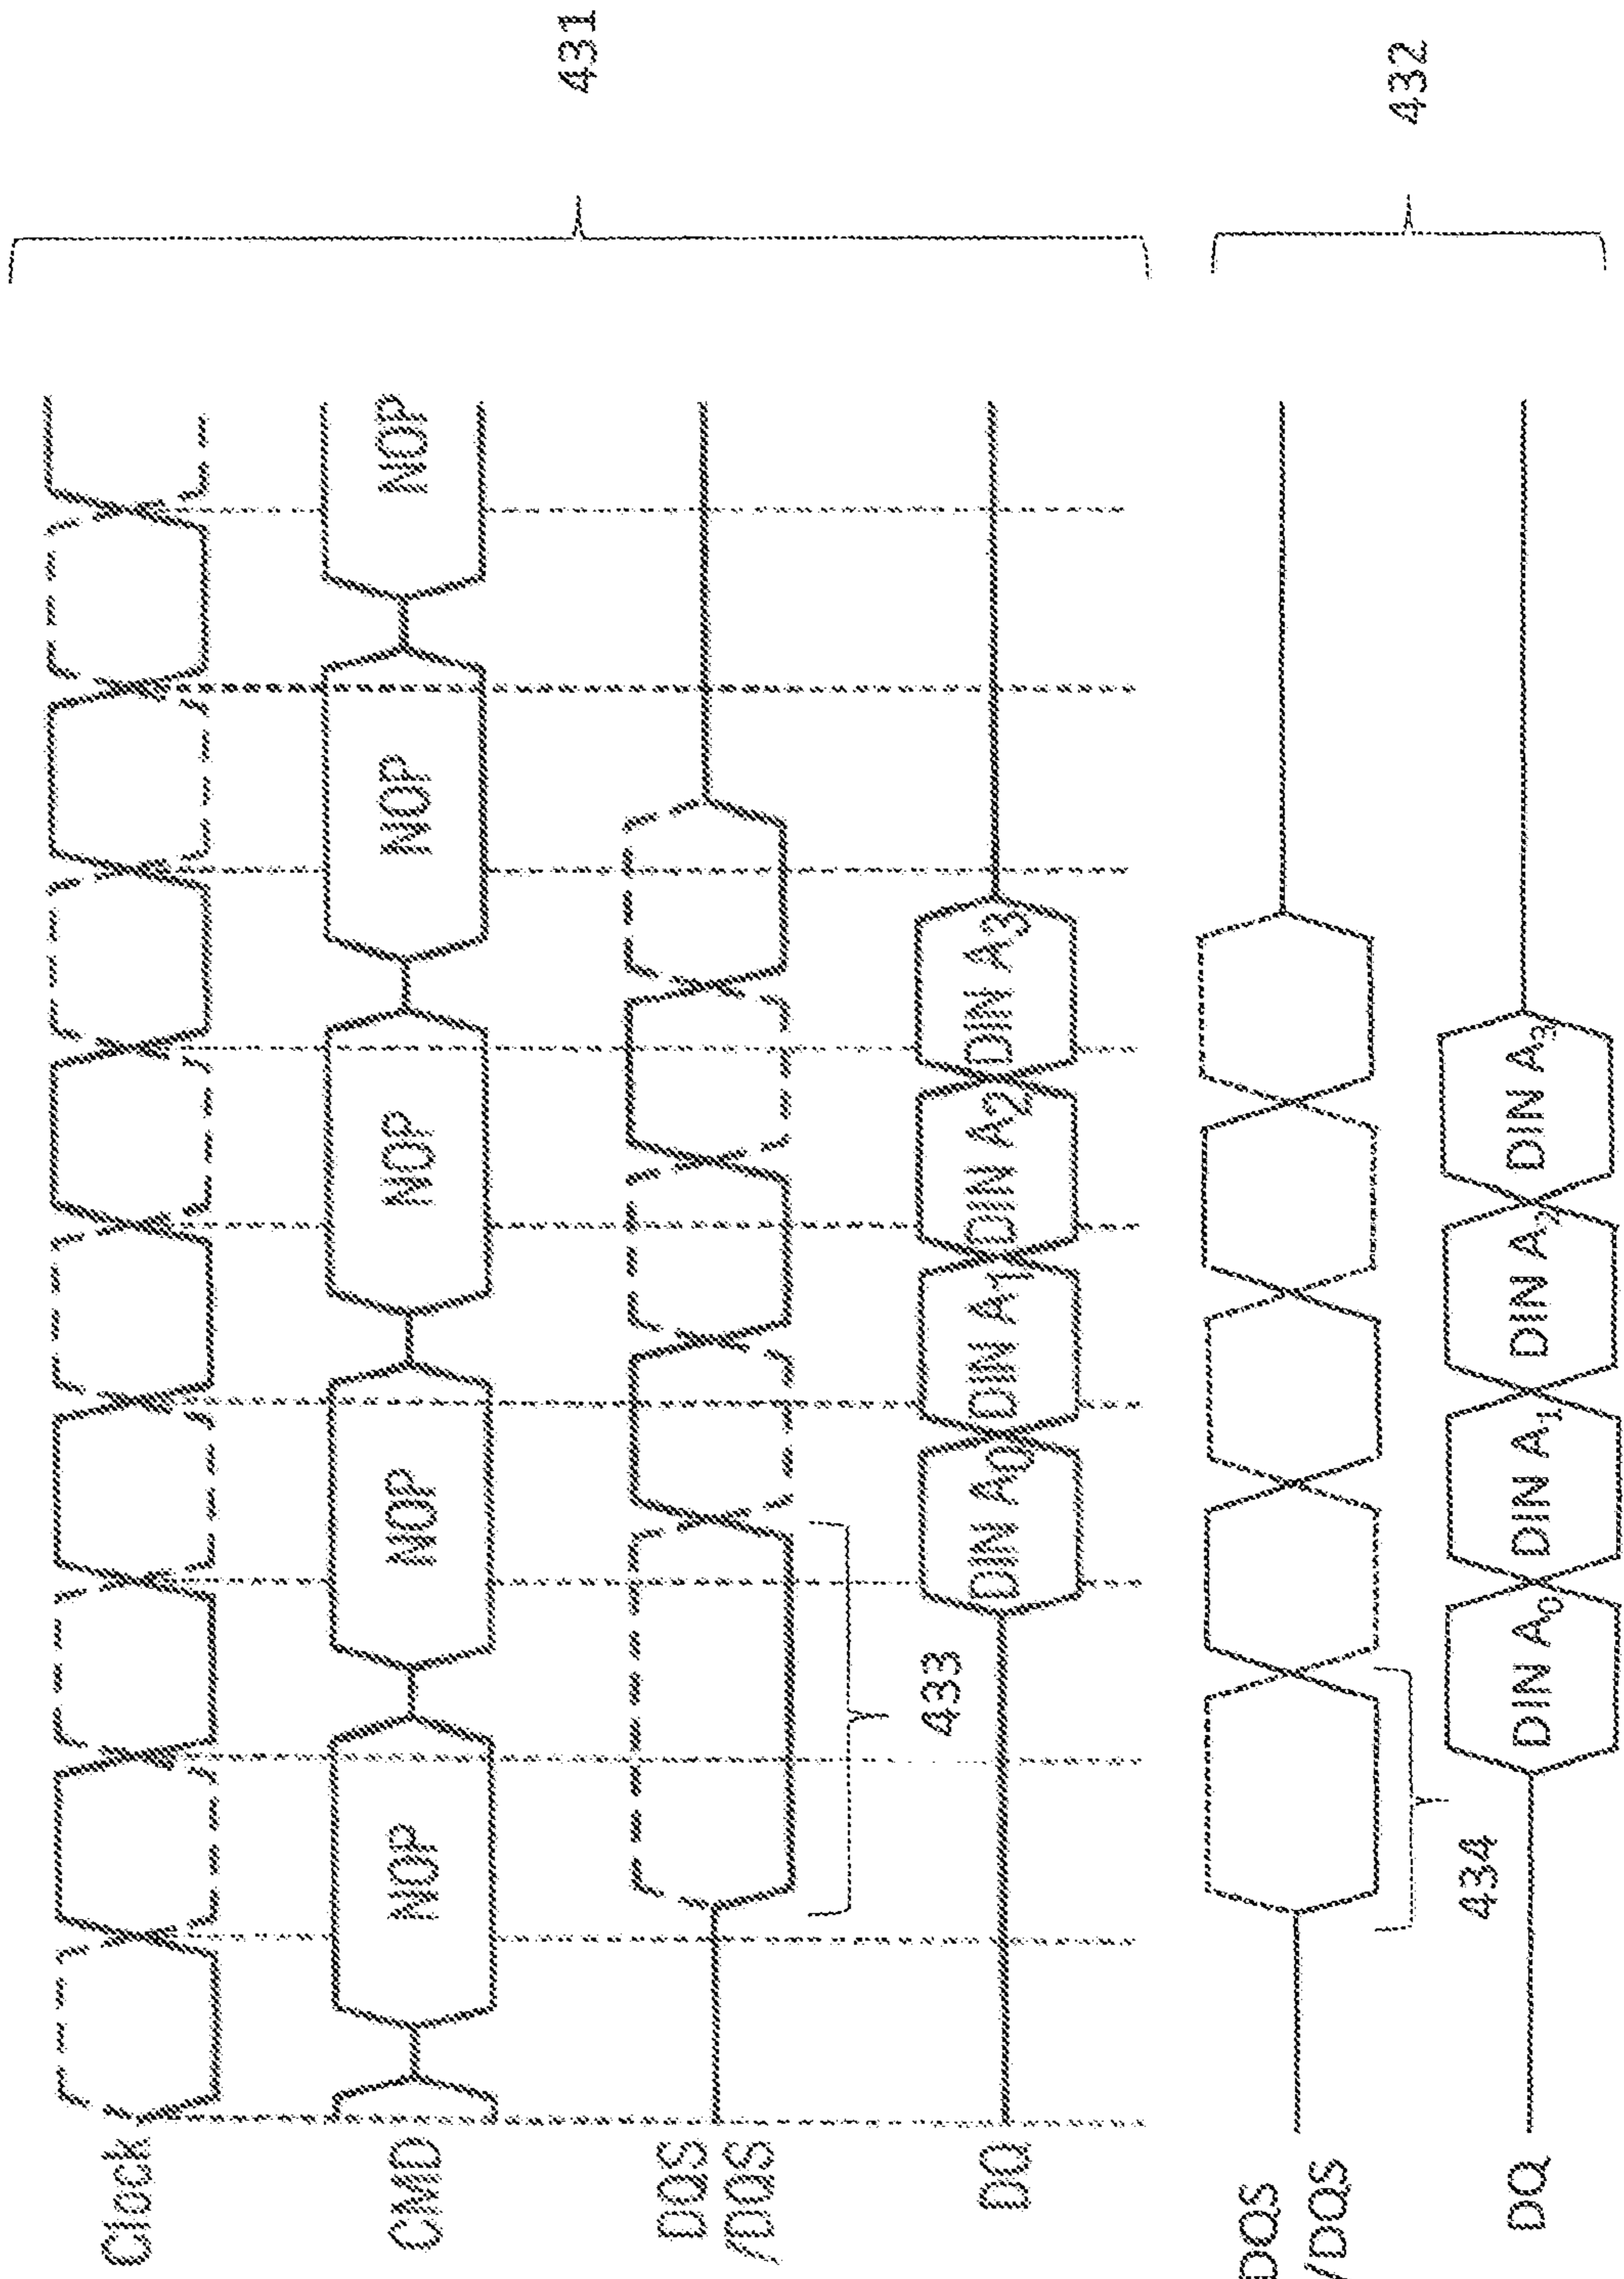 Clock
CMD NOP NOP NOP NOP NOP
DQS
/DQS
433
DQ DIN A0 DIN A1 DIN A2 DIN A3
431
DQS
/DQS
434
DQ DIN A0 DIN A1 DIN A2 DIN A3
432